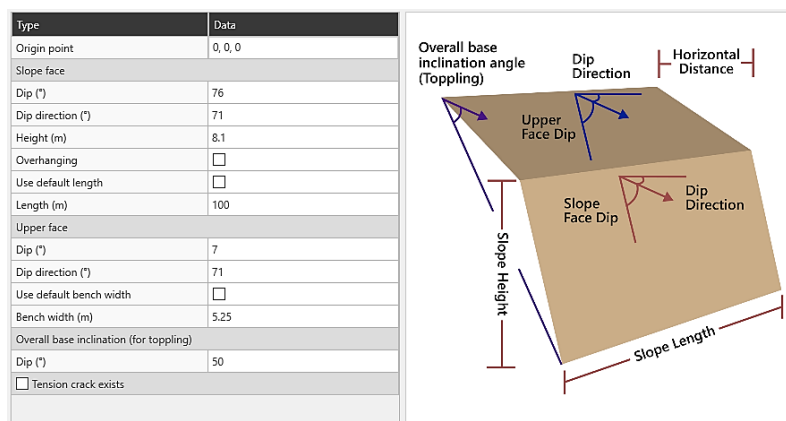 Type Data
Origin point 0, 0, 0
Slope face
Dip (°) 76
Dip direction (°) 71
Height (m) 8.1
Overhanging
Use default length
Length (m) 100
Upper face
Dip (°) 7
Dip direction (°) 71
Use default bench width
Bench width (m) 5.25
Overall base inclination (for toppling)
Dip (°) 50
Tension crack exists
Overall base
inclination angle
(Toppling)
Dip
Direction
Horizontal
Distance
Upper
Face Dip
Slope
Face Dip
Dip
Direction
Slope Height
Slope Length